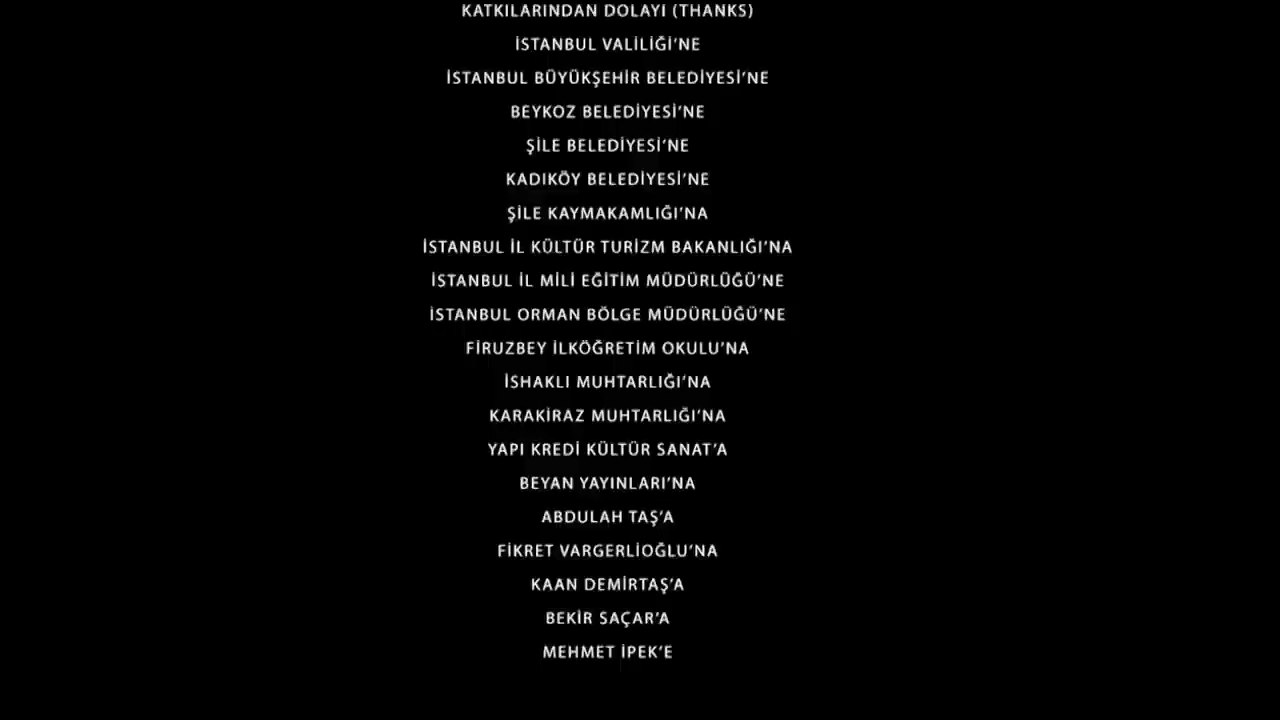 KATKILARINDAN DOLAYI (THANKS)
İSTANBUL VALİLİĞİ'NE
İSTANBUL BÜYÜKŞEHİR BELEDİYESİ'NE
BEYKOZ BELEDİYESİ'NE
ŞİLE BELEDİYESİ'NE
KADIKÖY BELEDİYESİ'NE
ŞİLE KAYMAKAMLIĞI'NA
İSTANBUL İL KÜLTÜR TURİZM BAKANLIĞI'NA
İSTANBUL İL MİLİ EĞİTİM MÜDÜRLÜĞÜ'NE
İSTANBUL ORMAN BÖLGE MÜDÜRLÜĞÜ'NE
FİRUZBEY İLKÖĞRETİM OKULU'NA
İSHAKLI MUHTARLIĞI'NA
KARAKİRAZ MUHTARLIĞI'NA
YAPI KREDİ KÜLTÜR SANAT'A
BEYAN YAYINLARI'NA
ABDULAH TAŞ'A
FİKRET VARGERLİOĞLU'NA
KAAN DEMİRTAŞ'A
BEKİR SAÇAR'A
MEHMET İPEK'E